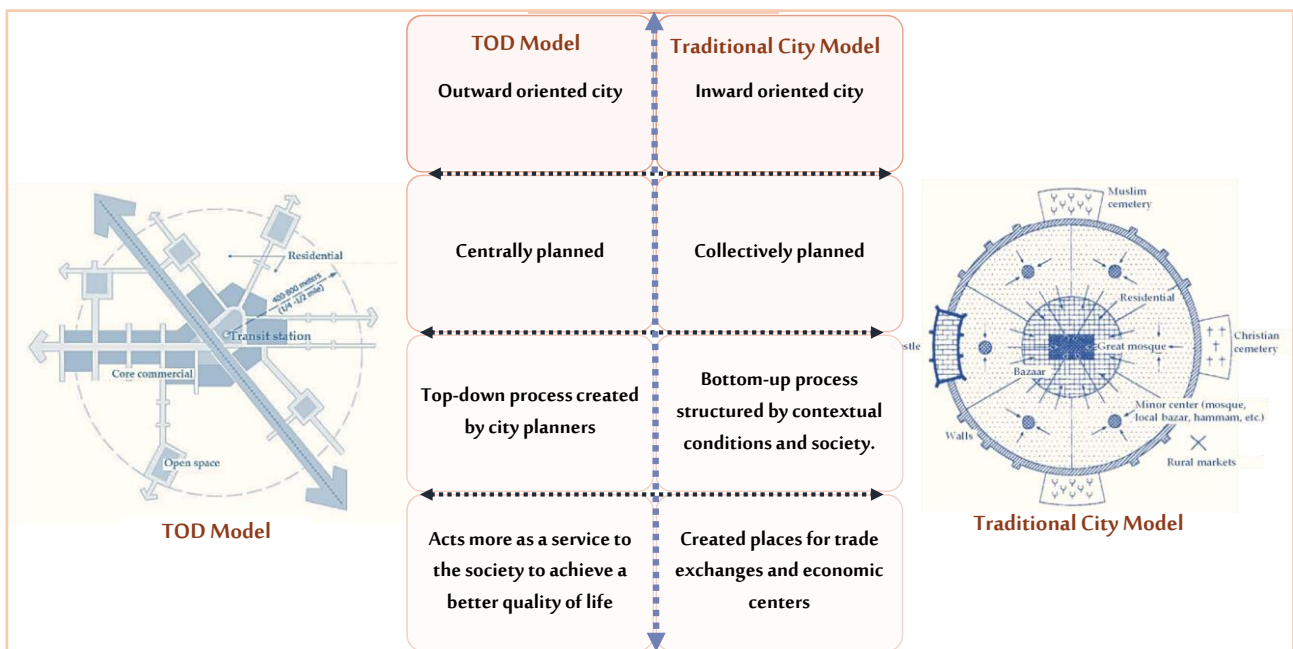 TOD Model
Outward oriented city
Traditional City Model
Inward oriented city
Centrally planned
Collectively planned
Top-down process created
by city planners
Bottom-up process
structured by contextual
conditions and society.
Acts more as a service to
the society to achieve a
better quality of life
Created places for trade
exchanges and economic
centers
Residential
400-800 meters
(1/4 -1/2 mile)
Transit station
Core commercial
Open space
TOD Model
Muslim
cemetery
Residential
stle
Great mosque
Christian
cemetery
Bazaar
Minor center (mosque,
local bazar, hammam, etc.)
Walls
Rural markets
Traditional City Model